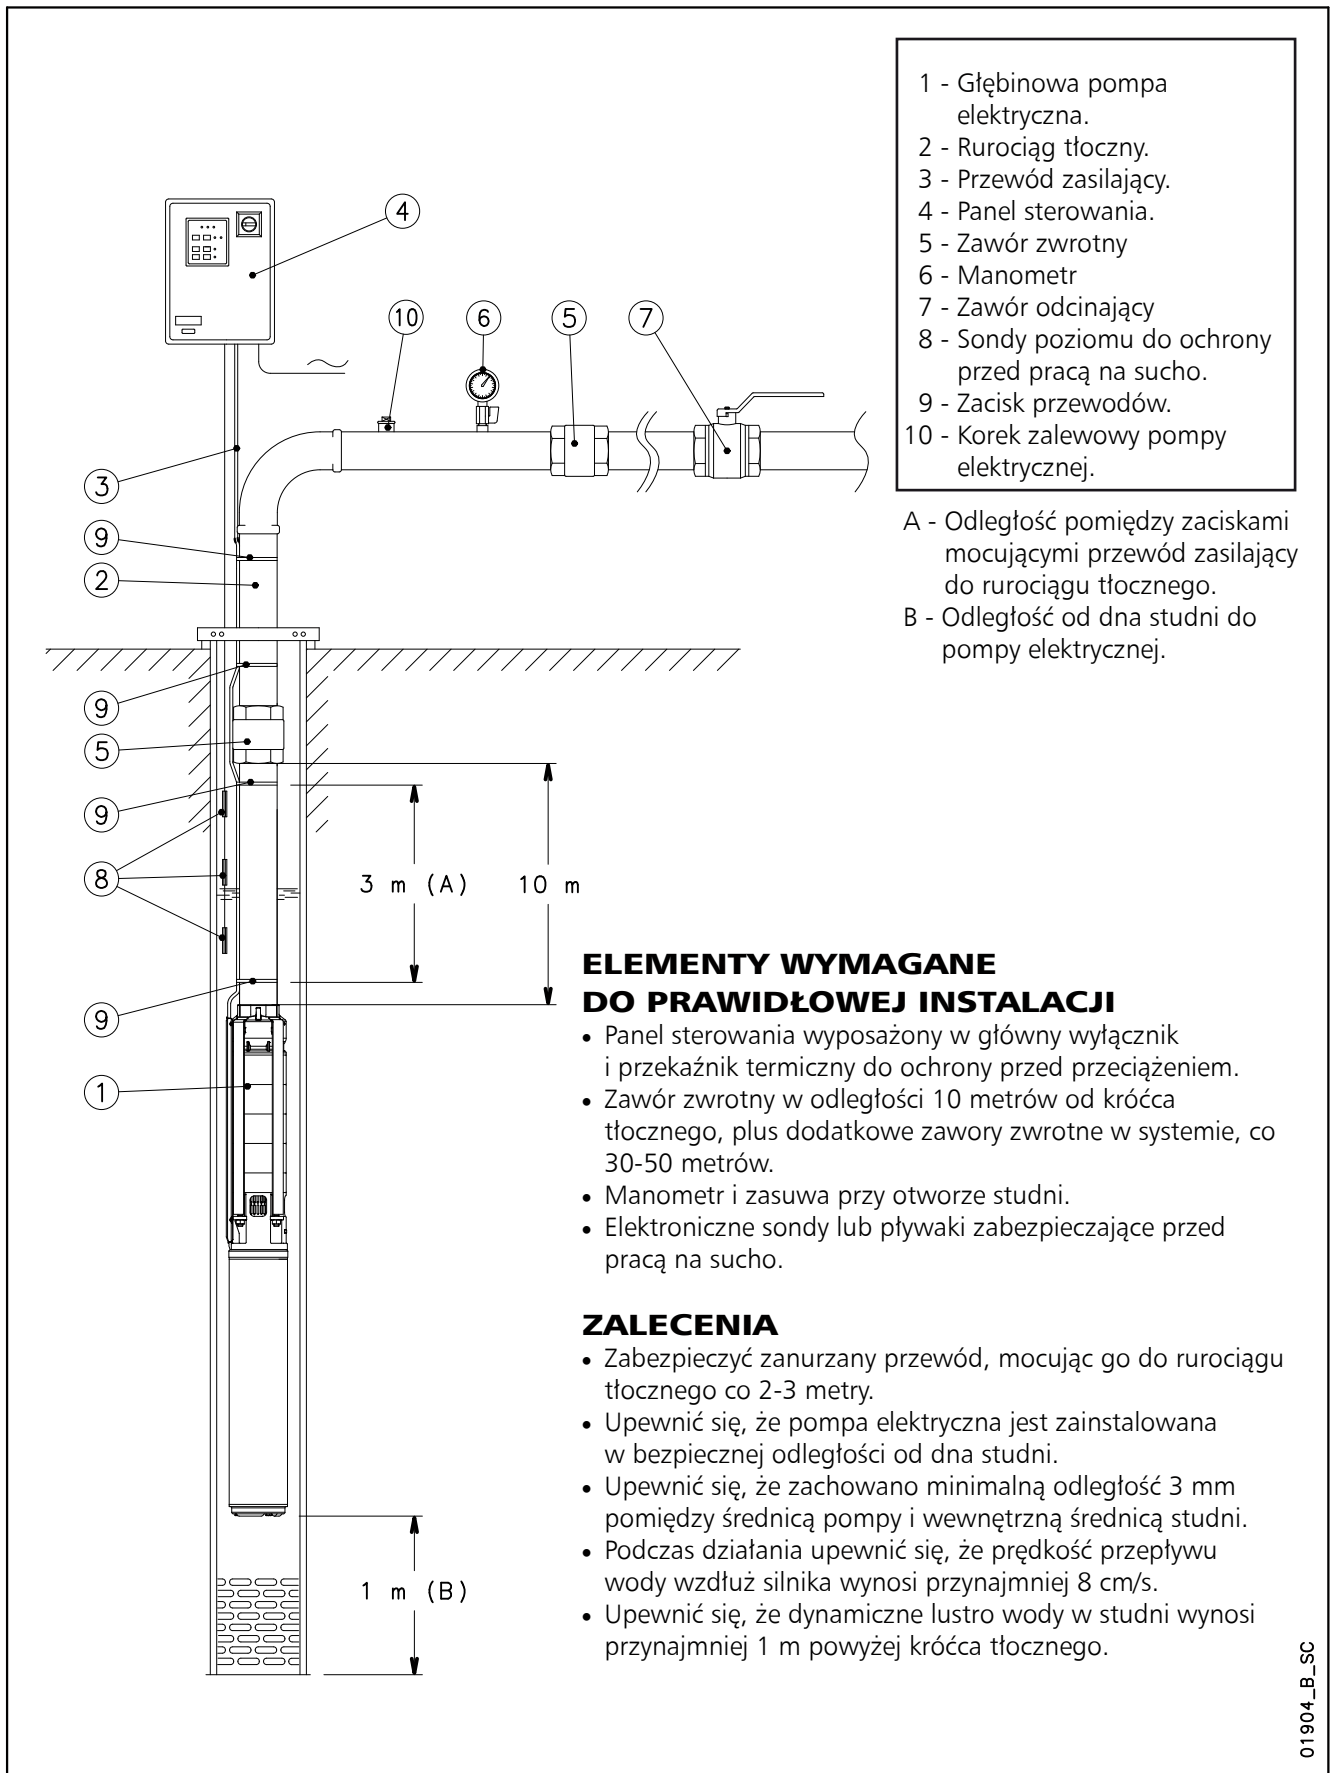 1 - Głębinowa pompa
elektryczna.
2 - Rurociąg tłoczny.
3 - Przewód zasilający.
4 - Panel sterowania.
5 - Zawór zwrotny
6 - Manometr
7 - Zawór odcinający
8 - Sondy poziomu do ochrony
przed pracą na sucho.
9 - Zacisk przewodów.
10 - Korek zalewowy pompy
elektrycznej.
A - Odległość pomiędzy zaciskami
mocującymi przewód zasilający
do rurociągu tłocznego.
B - Odległość od dna studni do
pompy elektrycznej.
4
10
6
5
7
3
9
2
9
5
9
8
3 m (A)
10 m
9
1
1 m (B)
ELEMENTY WYMAGANE
DO PRAWIDŁOWEJ INSTALACJI
• Panel sterowania wyposażony w główny wyłącznik
i przekaźnik termiczny do ochrony przed przeciążeniem.
• Zawór zwrotny w odległości 10 metrów od króćca
tłocznego, plus dodatkowe zawory zwrotne w systemie, co
30-50 metrów.
• Manometr i zasuwa przy otworze studni.
• Elektroniczne sondy lub pływaki zabezpieczające przed
pracą na sucho.
ZALECENIA
• Zabezpieczyć zanurzany przewód, mocując go do rurociągu
tłocznego co 2-3 metry.
• Upewnić się, że pompa elektryczna jest zainstalowana
w bezpiecznej odległości od dna studni.
• Upewnić się, że zachowano minimalną odległość 3 mm
pomiędzy średnicą pompy i wewnętrzną średnicą studni.
• Podczas działania upewnić się, że prędkość przepływu
wody wzdłuż silnika wynosi przynajmniej 8 cm/s.
• Upewnić się, że dynamiczne lustro wody w studni wynosi
przynajmniej 1 m powyżej króćca tłocznego.
01904_B_SC